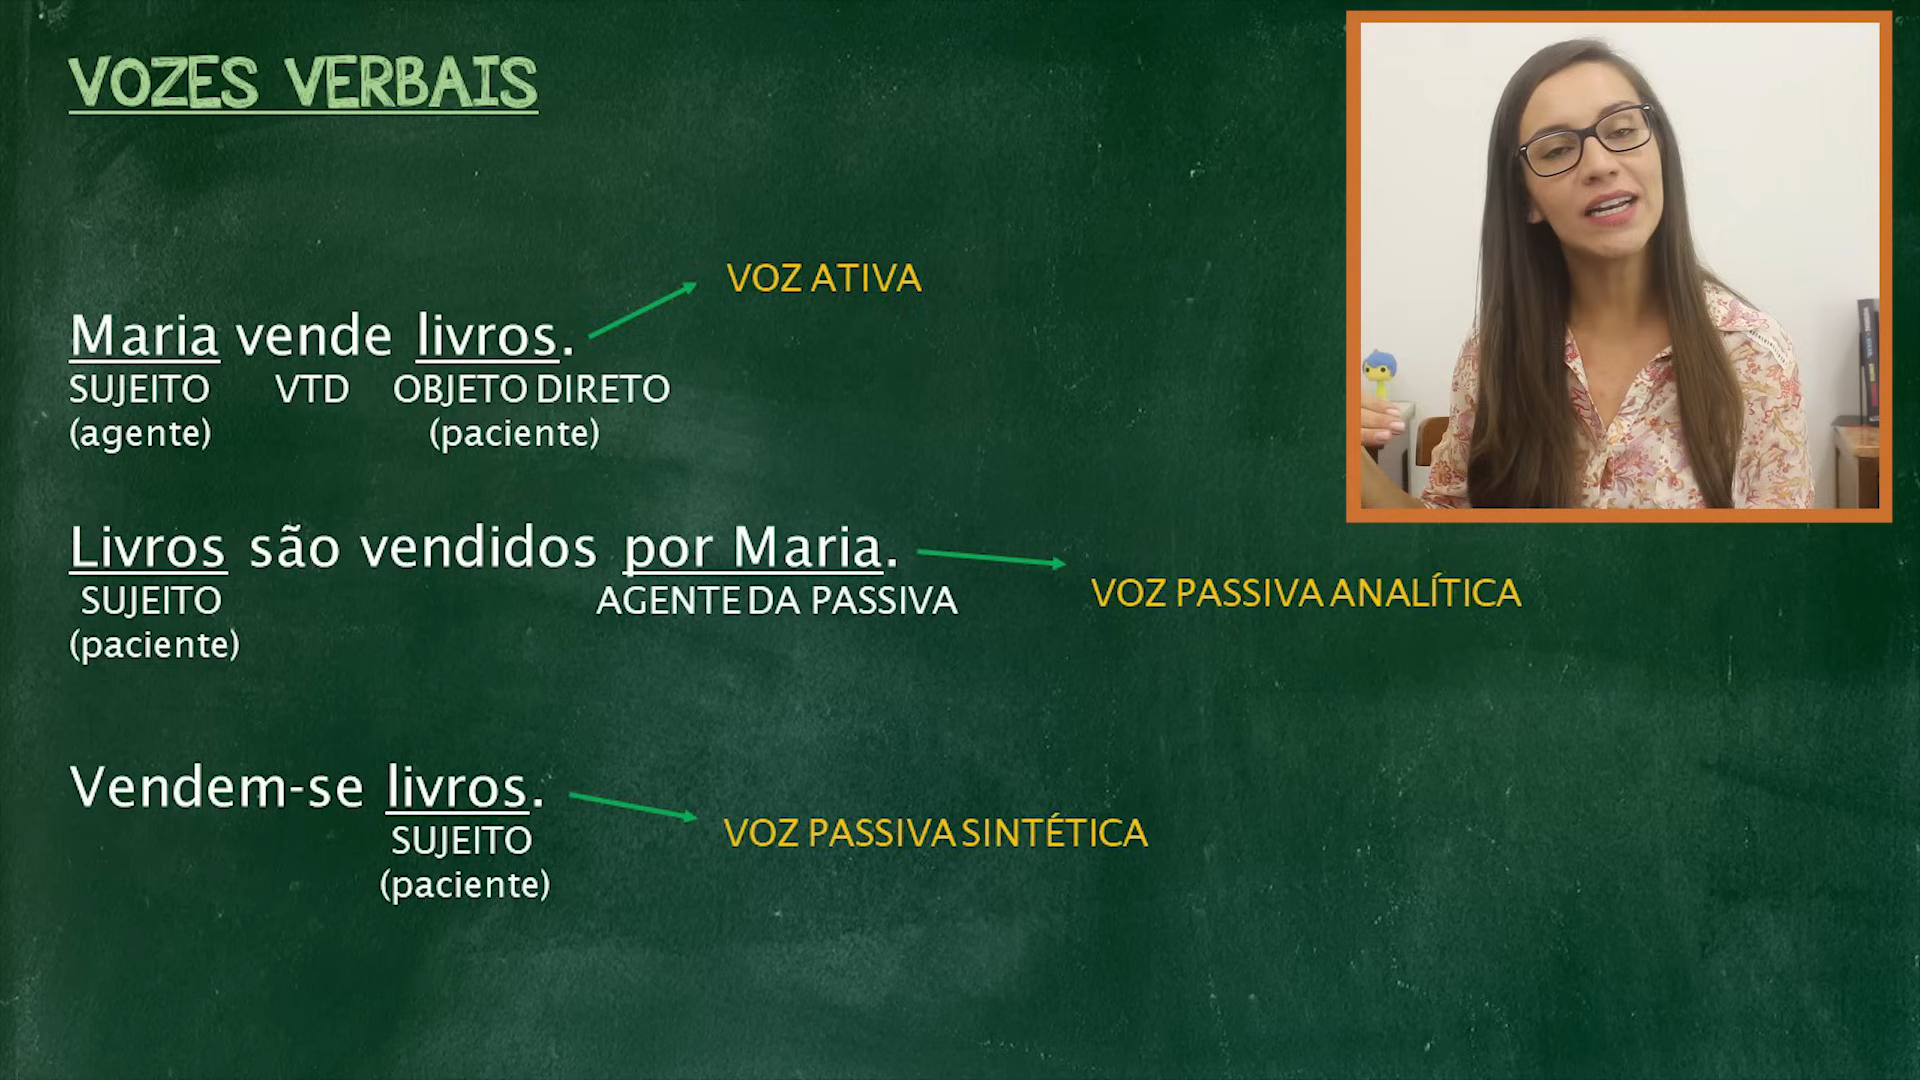 VOZES VERBAIS
VOZ ATIVA
Maria vende livros.
SUJEITO VTD OBJETO DIRETO
(agente) (paciente)
Livros são vendidos por Maria.
VOZ PASSIVA ANALÍTICA
SUJEITO AGENTE DA PASSIVA
(paciente)
Vendem-se livros.
VOZ PASSIVA SINTÉTICA
SUJEITO
(paciente)